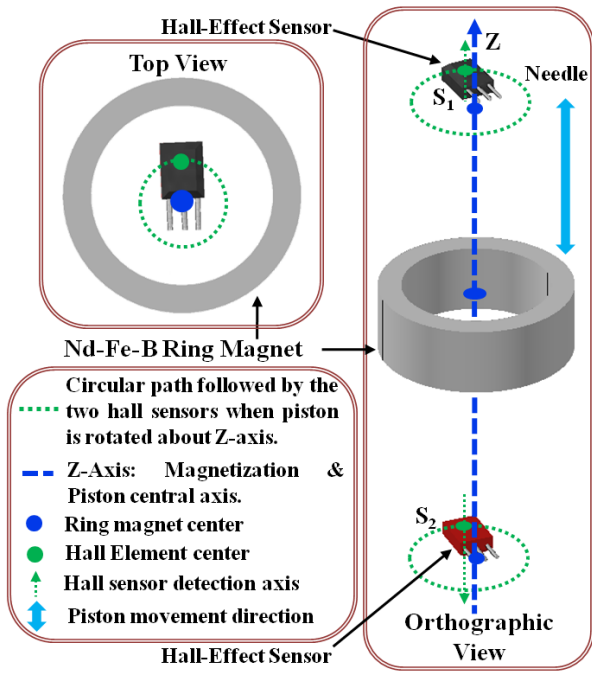 Hall-Effect Sensor
Top View
Z
Needle
S1
Nd-Fe-B Ring Magnet
Circular path followed by the
two hall sensors when piston
is rotated about Z-axis.
Z-Axis: Magnetization &
Piston central axis.
Ring magnet center
Hall Element center
Hall sensor detection axis
Piston movement direction
Hall-Effect Sensor
S2
Orthographic
View